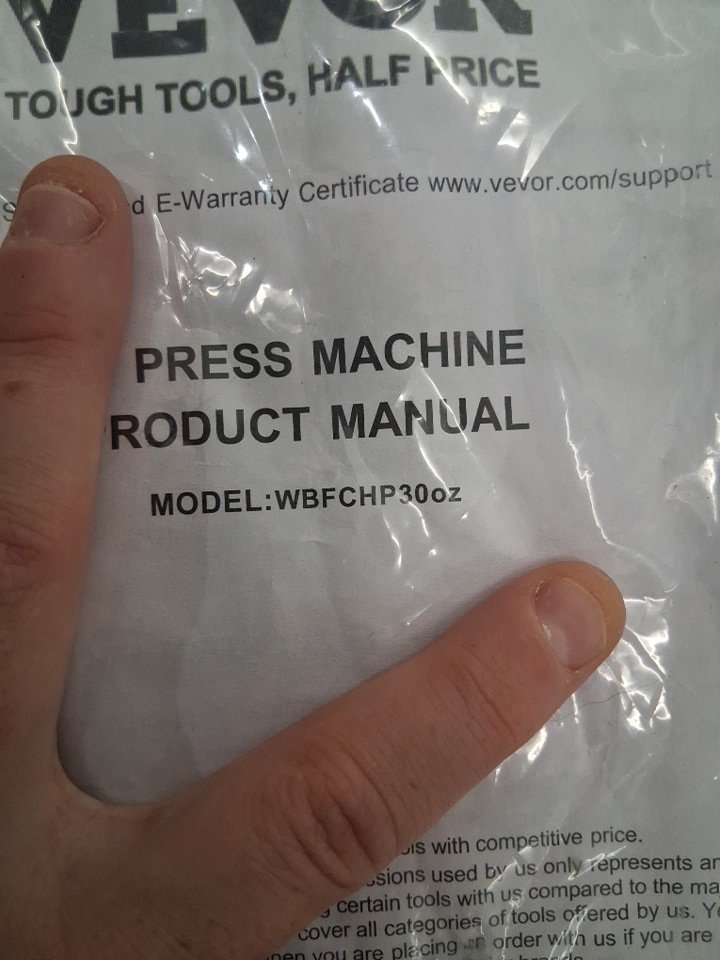 VEVOR
TOUGH TOOLS, HALF PRICE
d E-Warranty Certificate www.vevor.com/support
PRESS MACHINE
RODUCT MANUAL
MODEL:WBFCHP30oz
with competitive price.
used by us only represents
certain tools with us compared to the
cover all categories of tools offered by us.
you are placing an order with us if you are